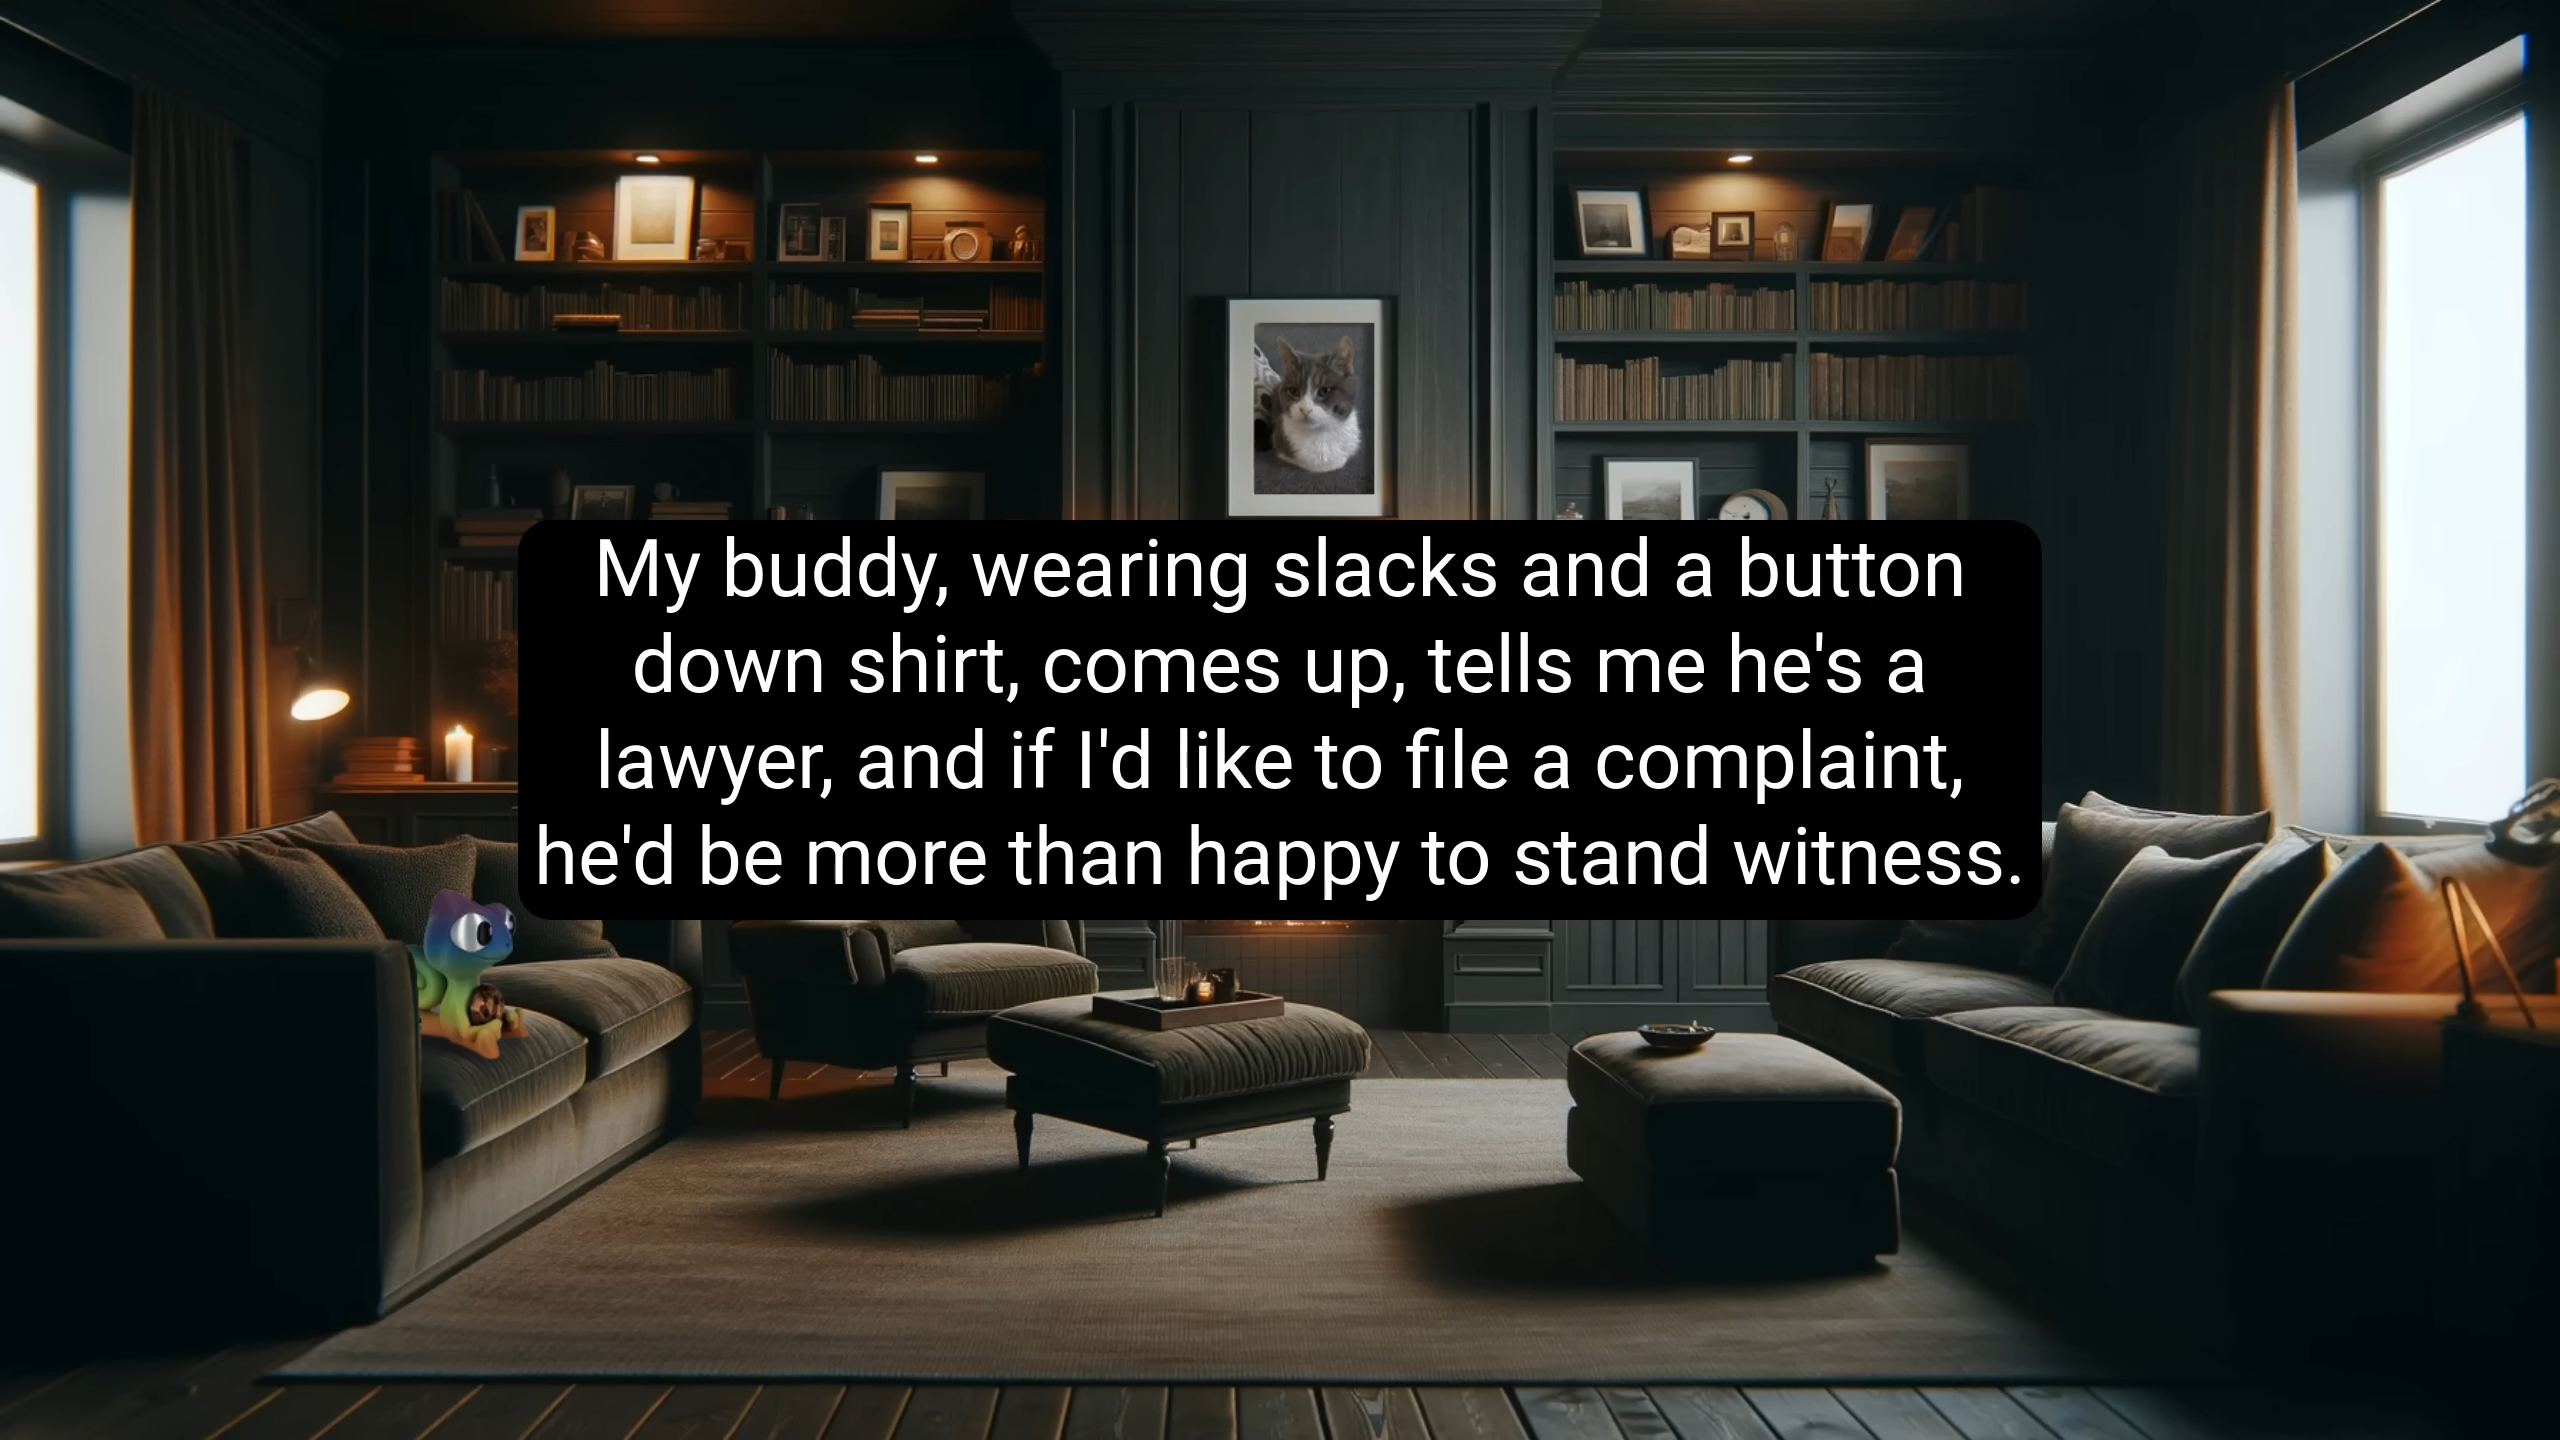 My buddy, wearing slacks and a button
down shirt, comes up, tells me he's a
lawyer, and if I'd like to file a complaint,
he'd be more than happy to stand witness.